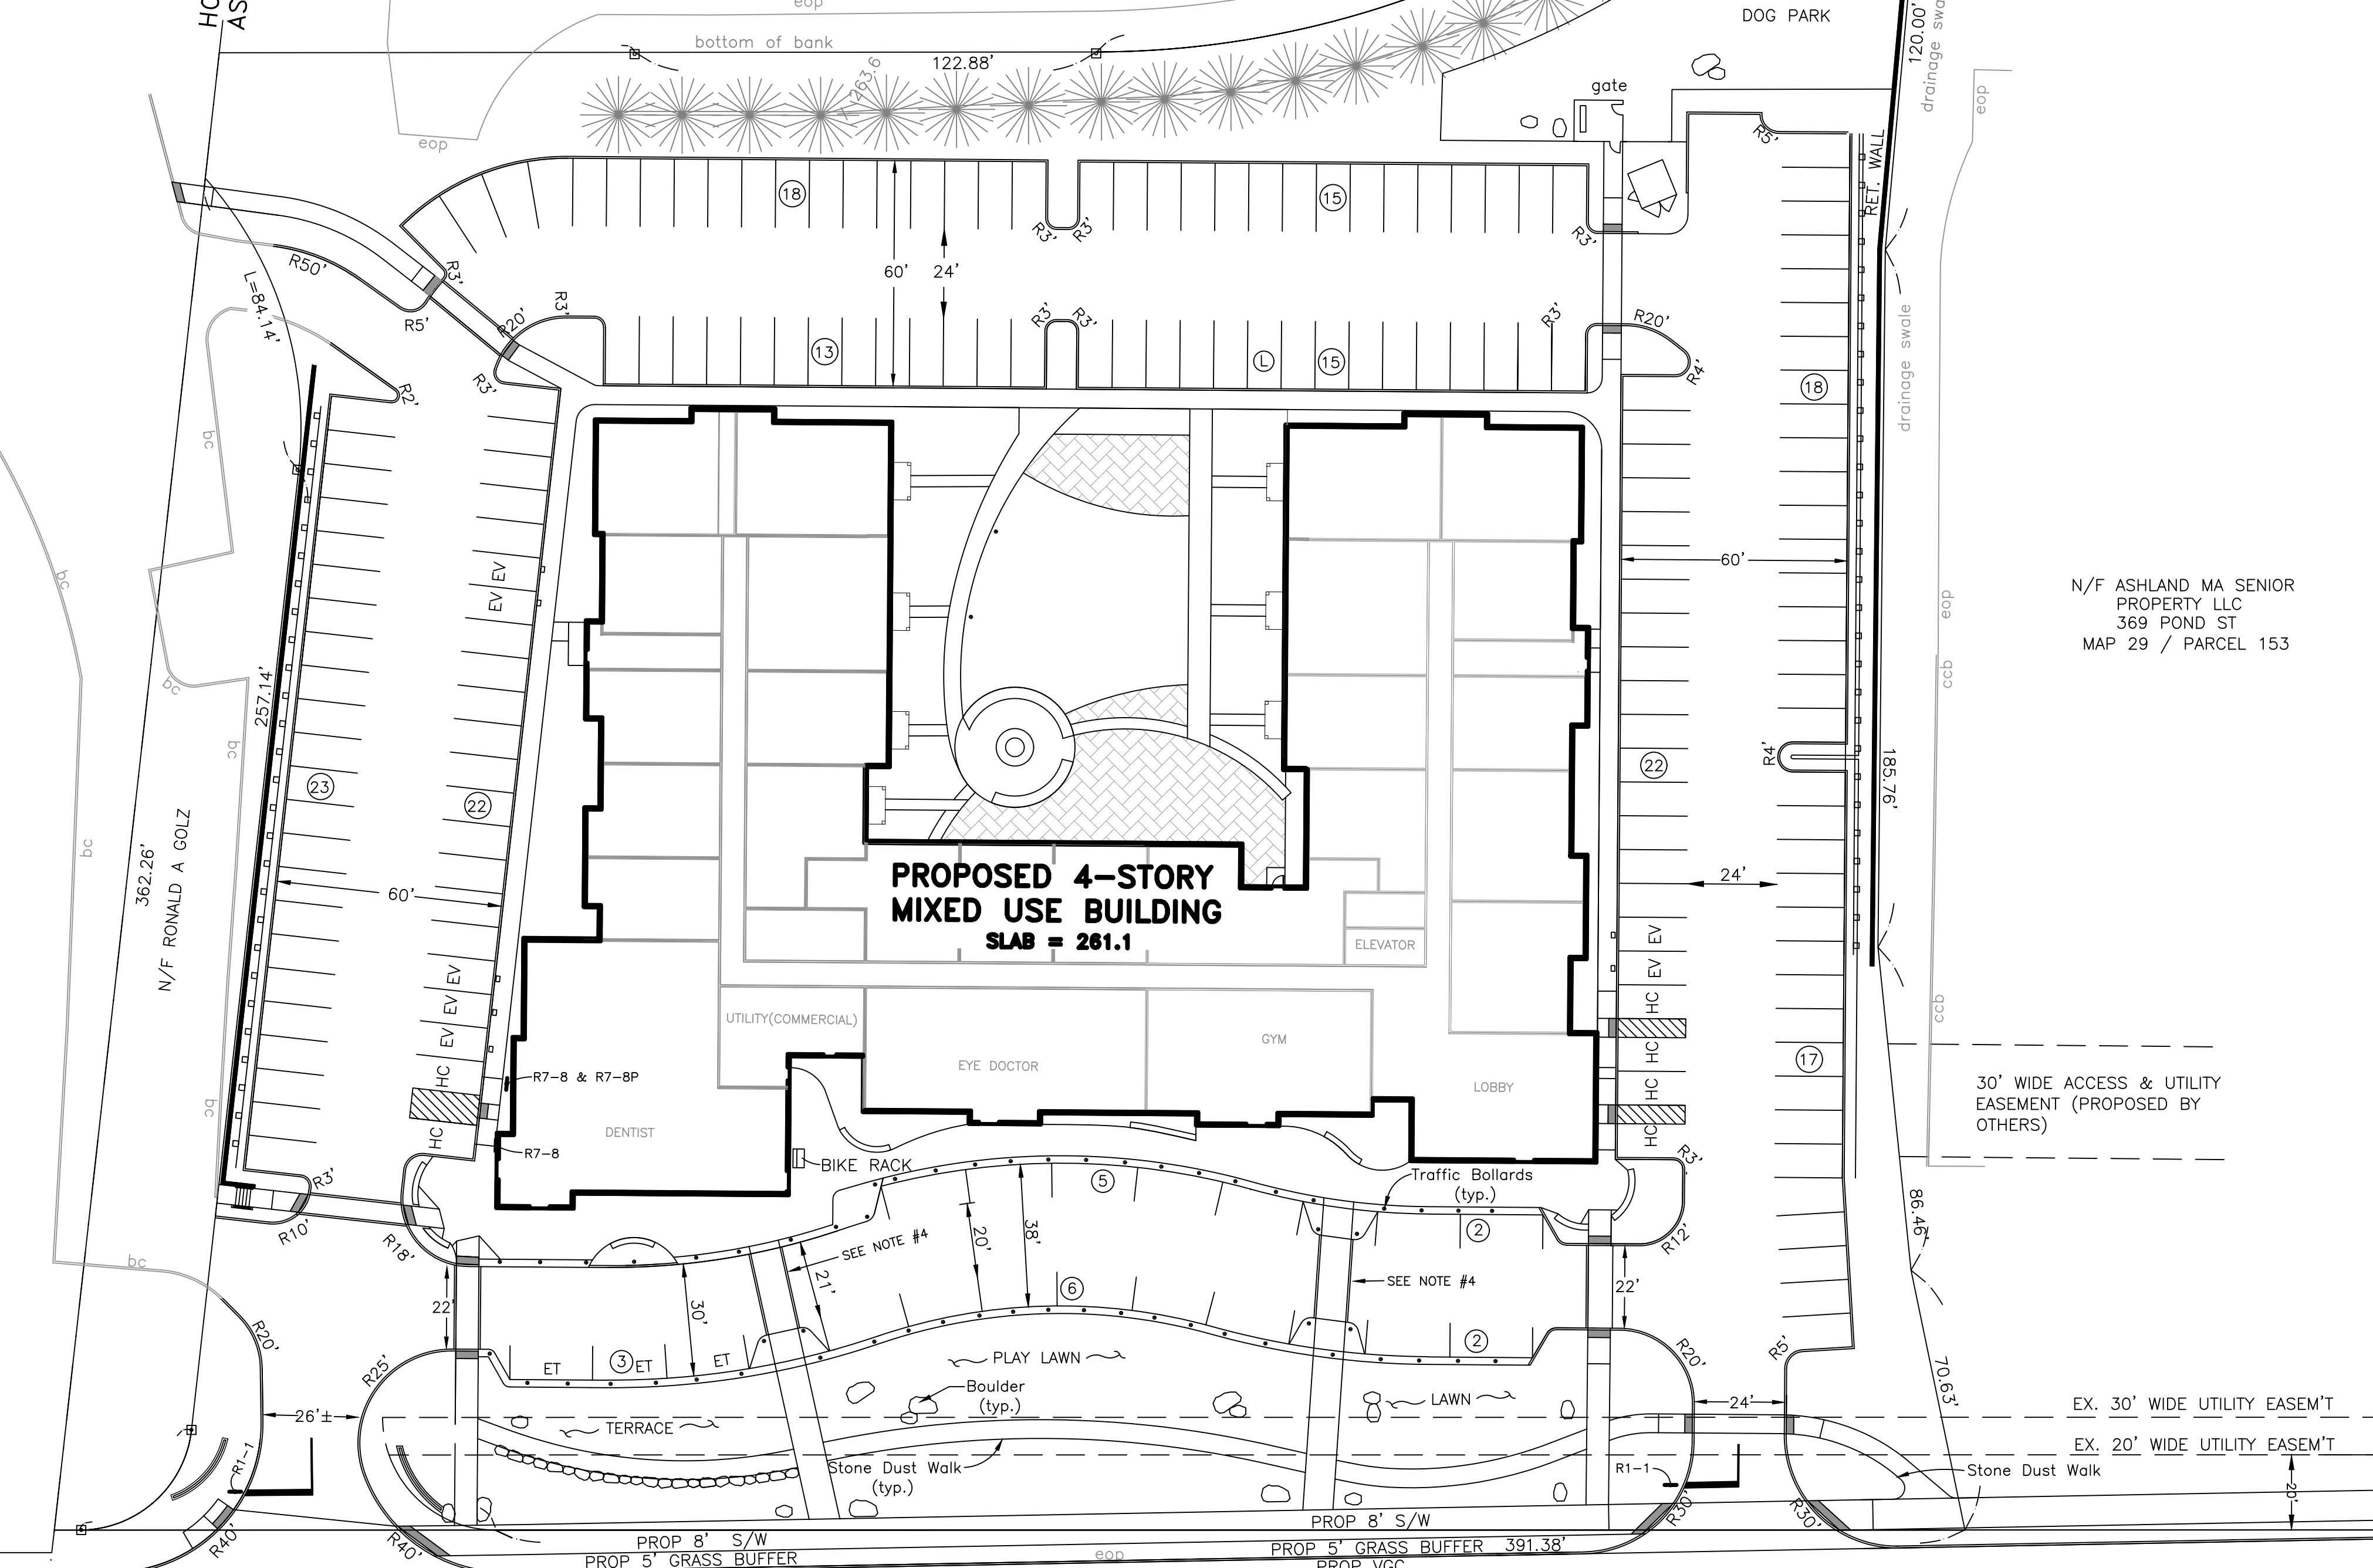 HO
AS
eop
bottom of bank
122.88'
263.6
DOG PARK
120.00'
drainage swa
eop
eop
gate
R5'
RET. WALL
18
15
R3'
R3'
R3'
R50'
L=84.14'
R3'
R5'
R20'
R3'
60'
24'
R3'
R3'
R3'
R20'
13
L
15
R4'
R3'
R2'
18
drainage swale
bc
bc
EV
EV
60'
eop
N/F ASHLAND MA SENIOR
PROPERTY LLC
369 POND ST
MAP 29 / PARCEL 153
ccb
bc
257.14'
bc
23
22
22
R4'
185.76'
bc
362.26'
N/F RONALD A GOLZ
60'
PROPOSED 4-STORY
MIXED USE BUILDING
SLAB = 261.1
ELEVATOR
24'
EV
EV
HC
HC
HC
HC
EV
EV
EV
HC
HC
ccb
UTILITY(COMMERCIAL)
EYE DOCTOR
GYM
LOBBY
DENTIST
R7-8 & R7-8P
R7-8
bc
17
30' WIDE ACCESS & UTILITY
EASEMENT (PROPOSED BY
OTHERS)
R3'
R10'
R18'
BIKE RACK
5
Traffic Bollards
(typ.)
2
R3'
R12'
86.46'
bc
SEE NOTE #4
20'
38'
21'
30'
22'
6
SEE NOTE #4
22'
2
R20'
R25'
ET
3
ET
ET
PLAY LAWN
Boulder
(typ.)
LAWN
R20'
R5'
70.63'
26'±
TERRACE
24'
EX. 30' WIDE UTILITY EASEM'T
EX. 20' WIDE UTILITY EASEM'T
R1-1
Stone Dust Walk
(typ.)
R1-1
Stone Dust Walk
20'
R40'
R40'
R30'
R30'
PROP 8' S/W
PROP 8' S/W
PROP 5' GRASS BUFFER
eop
PROP 5' GRASS BUFFER
391.38'
PROP VGC